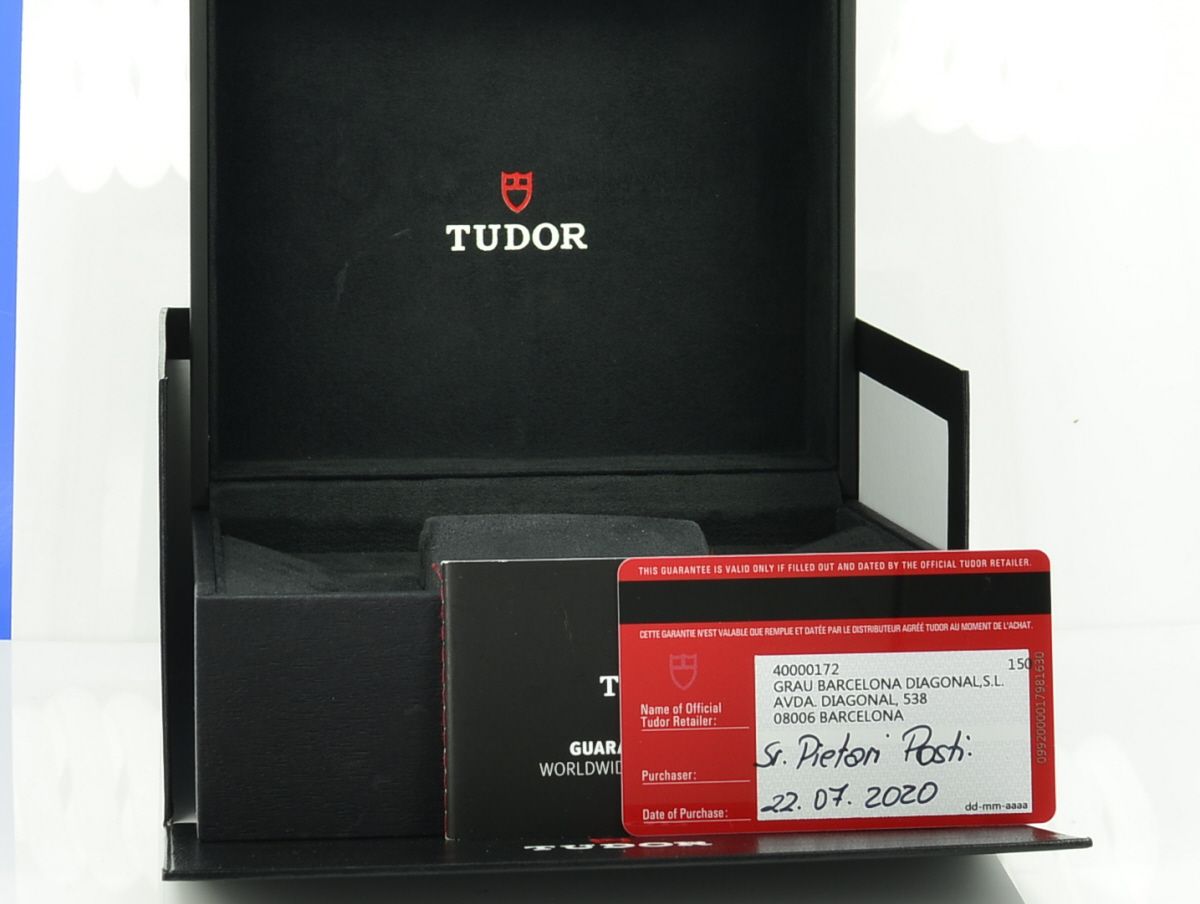 TUDOR
T
GUARA
WORLDWID
THIS GUARANTEE IS VALID ONLY IF FILLED OUT AND DATED BY THE OFFICIAL TUDOR RETAILER.
CETTE GARANTIE N'EST VALABLE QUE REMPLIE ET DATÉE PAR LE DISTRIBUTEUR AGRÉÉ TUDOR AU MOMENT DE L'ACHAT.
40000172 150
GRAU BARCELONA DIAGONAL,S.L.
AVDA. DIAGONAL, 538
08006 BARCELONA
Name of Official
Tudor Retailer:
Purchaser: Sr. Pietari Posti
Date of Purchase: 22. 07. 2020
dd-mm-aaaa
0992000017981630
TUDOR